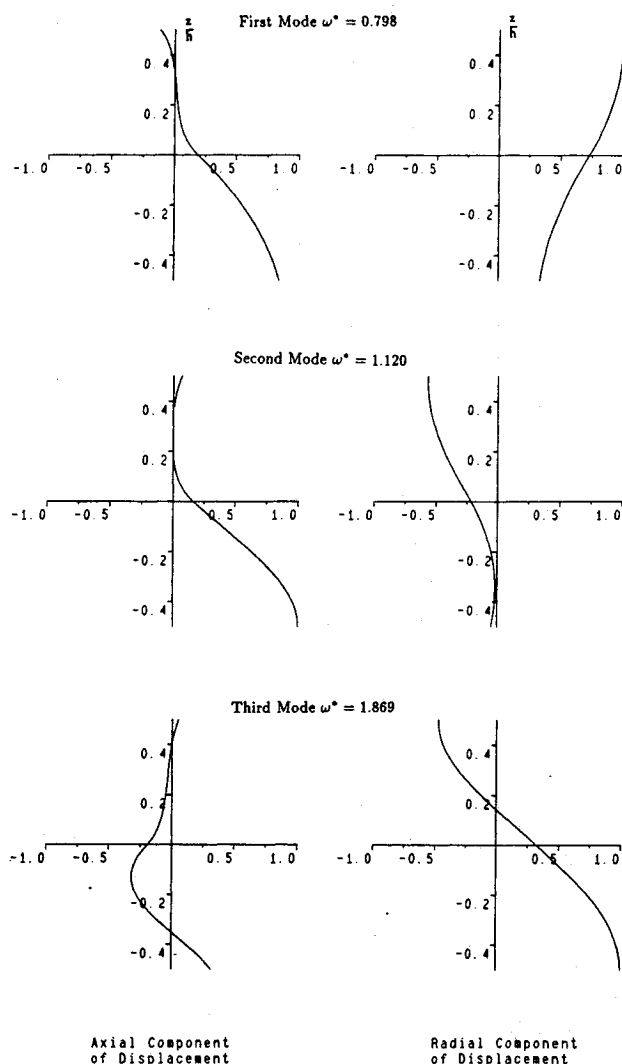 z/h First Mode ω* = 0.798 z/h
0.4 0.4
0.2 0.2
-1.0 -0.5 0.5 1.0 -1.0 -0.5 0.5 1.0
-0.2 -0.2
-0.4 -0.4
Second Mode ω* = 1.120
0.4 0.4
0.2 0.2
-1.0 -0.5 0.5 1.0 -1.0 -0.5 0.5 1.0
-0.2 -0.2
-0.4 -0.4
Third Mode ω* = 1.869
0.4 0.4
0.2 0.2
-1.0 -0.5 0.5 1.0 -1.0 -0.5 0.5 1.0
-0.2 -0.2
-0.4 -0.4
Axial Component Radial Component
of Displacement of Displacement